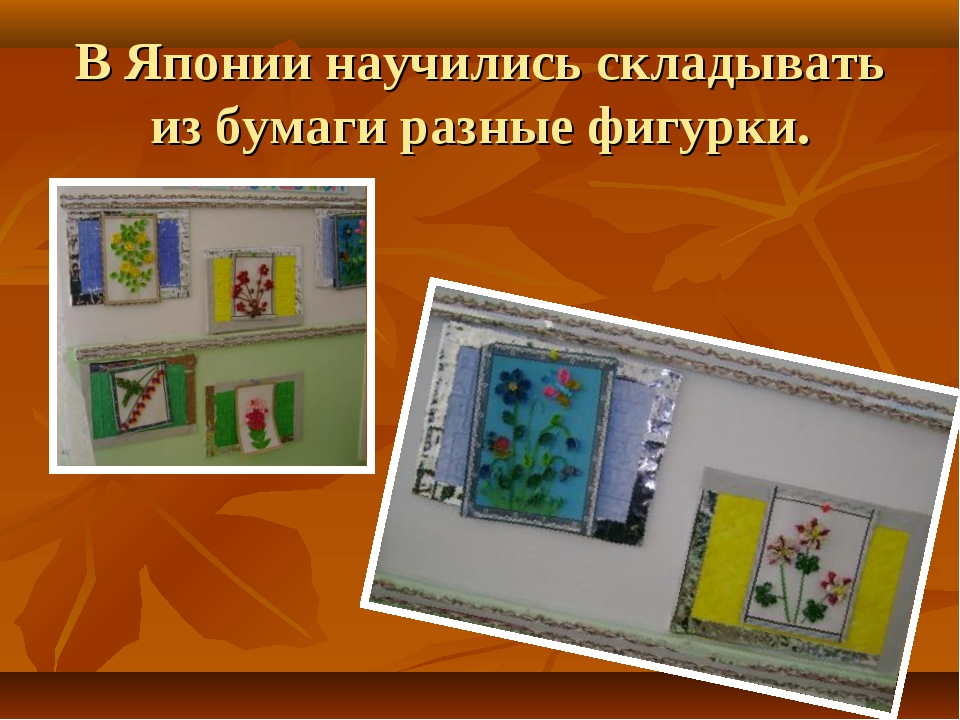 В Японии научились складывать
из бумаги разные фигурки.